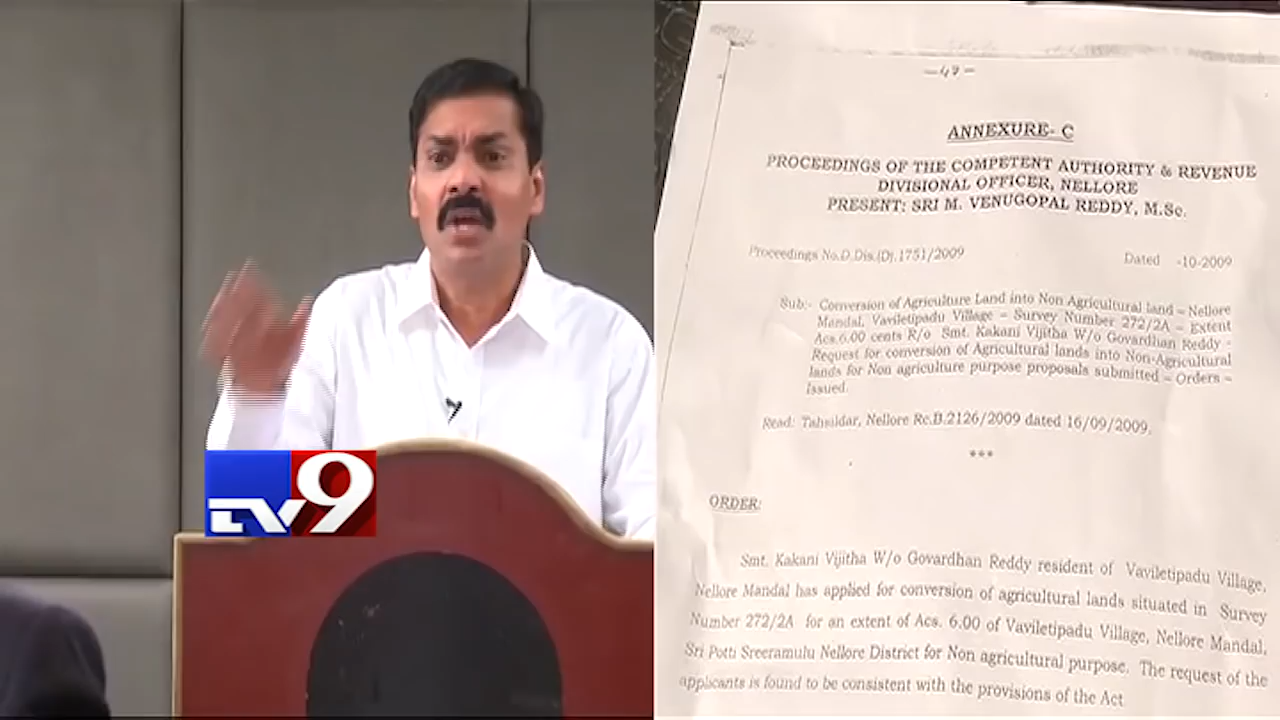 TV9
-47-
ANNEXURE- C
PROCEEDINGS OF THE COMPETENT AUTHORITY & REVENUE
DIVISIONAL OFFICER, NELLORE
PRESENT: SRI M. VENUGOPAL REDDY, M.Sc.
Proceedings No.D.Dis.(D).1751/2009
Dated -10-2009
Sub:- Conversion of Agriculture Land into Non Agricultural land – Nellore
Mandal, Vaviletipadu Village – Survey Number 272/2A – Extent
Acs.6.00 cents R/o Smt. Kakani Vijitha W/o Govardhan Reddy -
Request for conversion of Agricultural lands into Non-Agricultural
lands for Non agriculture purpose proposals submitted – Orders –
Issued.
Read: Tahsildar, Nellore Rc.B.2126/2009 dated 16/09/2009.
***
ORDER:
Smt. Kakani Vijitha W/o Govardhan Reddy resident of Vaviletipadu Village,
Nellore Mandal has applied for conversion of agricultural lands situated in Survey
Number 272/2A for an extent of Acs. 6.00 of Vaviletipadu Village, Nellore Mandal,
Sri Potti Sreeramulu Nellore District for Non agricultural purpose. The request of the
applicants is found to be consistent with the provisions of the Act